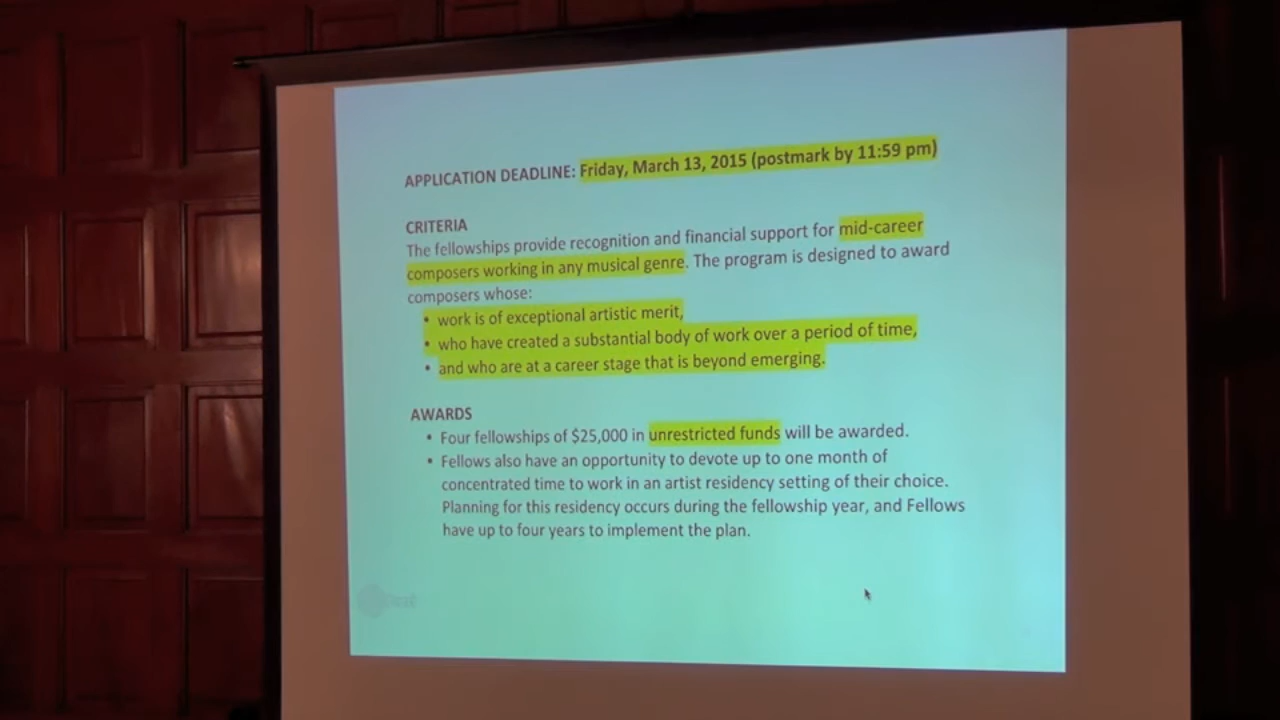 APPLICATION DEADLINE: Friday, March 13, 2015 (postmark by 11:59 pm)
CRITERIA
The fellowships provide recognition and financial support for mid-career
composers working in any musical genre. The program is designed to award
composers whose:
• work is of exceptional artistic merit,
• who have created a substantial body of work over a period of time,
• and who are at a career stage that is beyond emerging.
AWARDS
• Four fellowships of $25,000 in unrestricted funds will be awarded.
• Fellows also have an opportunity to devote up to one month of
concentrated time to work in an artist residency setting of their choice.
Planning for this residency occurs during the fellowship year, and Fellows
have up to four years to implement the plan.